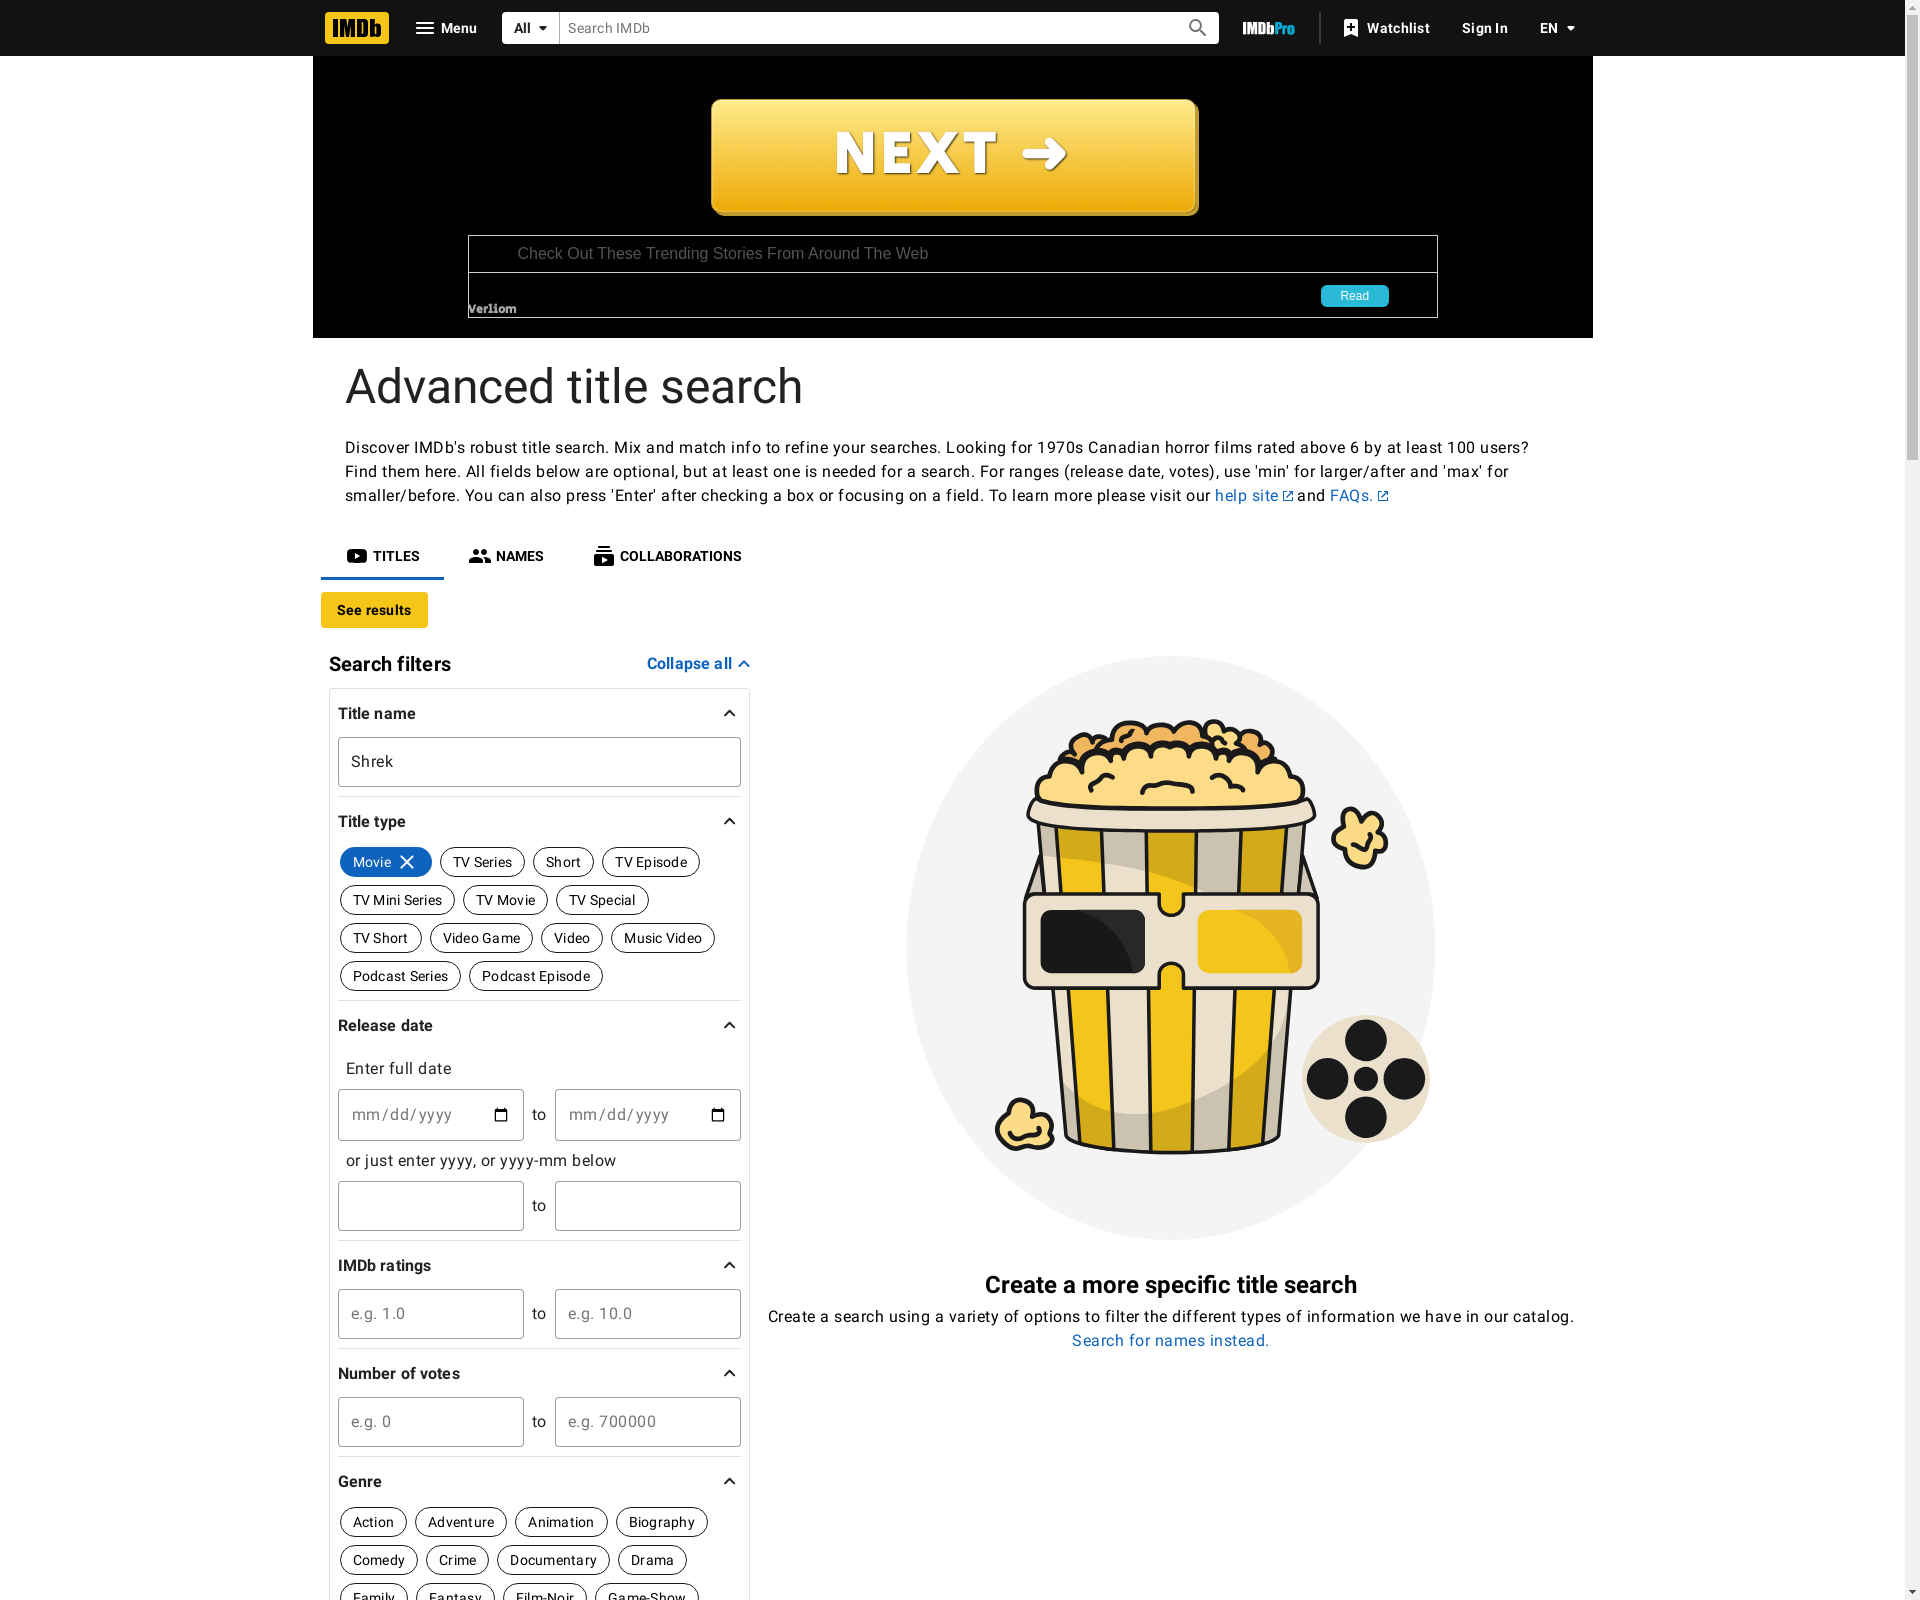 IMDb
Menu
All
Search IMDb
IMDbPro
Watchlist
Sign In
EN
NEXT ➜
Check Out These Trending Stories From Around The Web
Read
Verliom
Advanced title search
Discover IMDb's robust title search. Mix and match info to refine your searches. Looking for 1970s Canadian horror films rated above 6 by at least 100 users?
Find them here. All fields below are optional, but at least one is needed for a search. For ranges (release date, votes), use 'min' for larger/after and 'max' for
smaller/before. You can also press 'Enter' after checking a box or focusing on a field. To learn more please visit our help site and FAQs.
TITLES
NAMES
COLLABORATIONS
See results
Search filters
Collapse all
Title name
Shrek
Title type
Movie TV Series Short TV Episode
TV Mini Series TV Movie TV Special
TV Short Video Game Video Music Video
Podcast Series Podcast Episode
Release date
Enter full date
mm/dd/yyyy to mm/dd/yyyy
or just enter yyyy, or yyyy-mm below
to
IMDb ratings
e.g. 1.0 to e.g. 10.0
Number of votes
e.g. 0 to e.g. 700000
Genre
Action Adventure Animation Biography
Comedy Crime Documentary Drama
Family Fantasy Film-Noir Game-Show
Create a more specific title search
Create a search using a variety of options to filter the different types of information we have in our catalog.
Search for names instead.